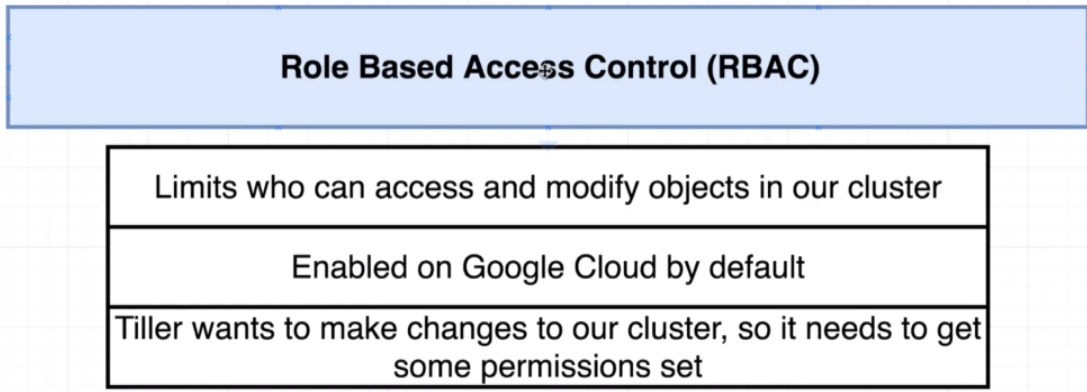 Role Based Access Control (RBAC)
Limits who can access and modify objects in our cluster
Enabled on Google Cloud by default
Tiller wants to make changes to our cluster, so it needs to get
some permissions set